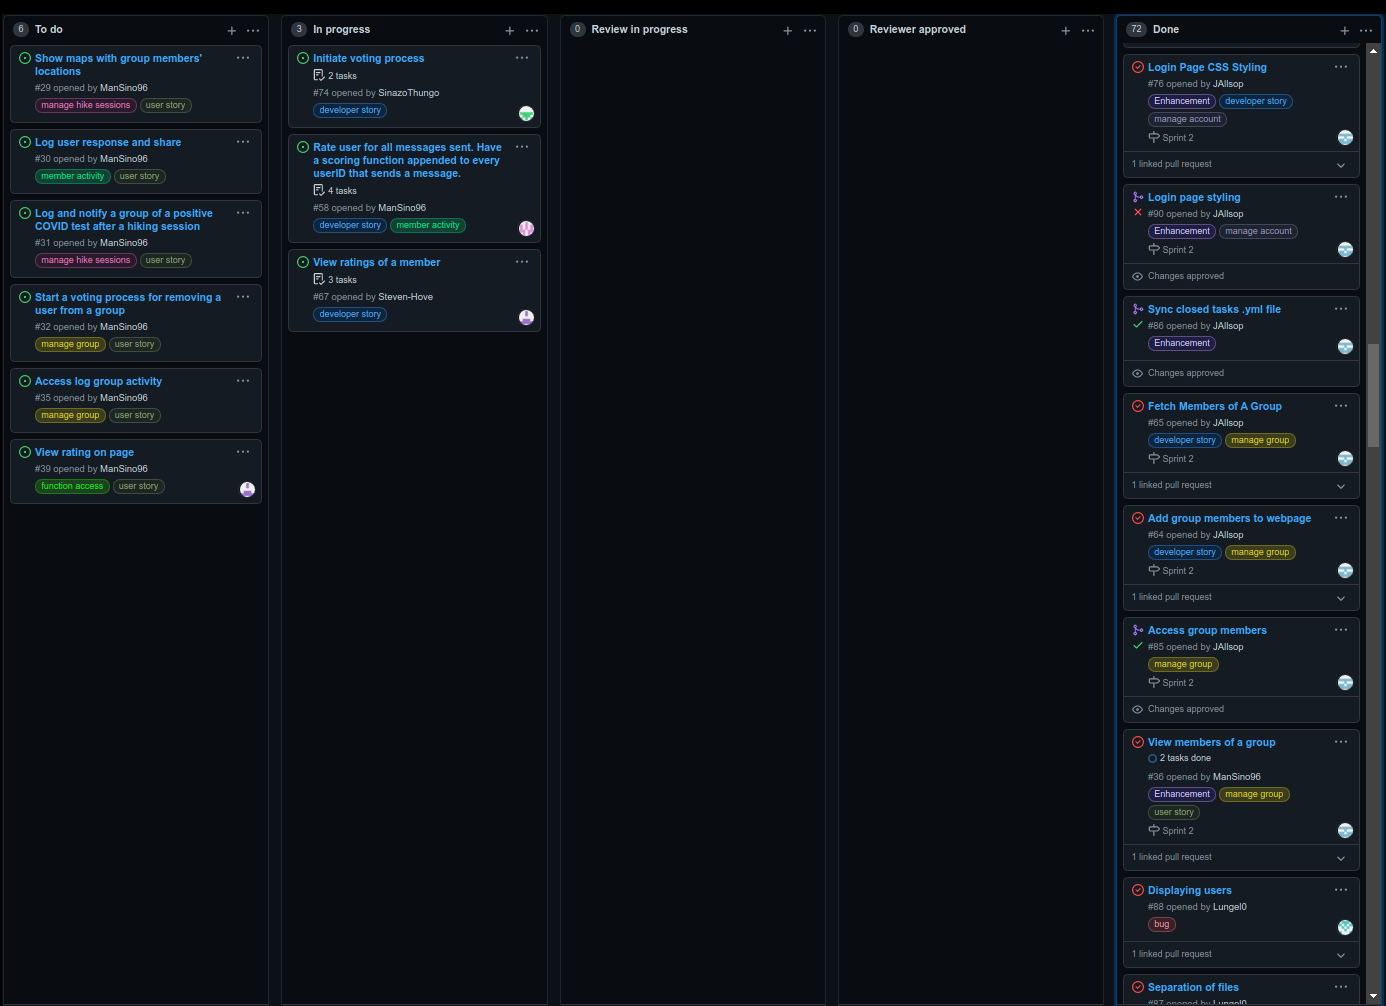 6 To do
Show maps with group members'
locations
#29 opened by ManSino96
manage hike sessions user story
Log user response and share
#30 opened by ManSino96
member activity user story
Log and notify a group of a positive
COVID test after a hiking session
#31 opened by ManSino96
manage hike sessions user story
Start a voting process for removing a
user from a group
#32 opened by ManSino96
manage group user story
Access log group activity
#35 opened by ManSino96
manage group user story
View rating on page
#39 opened by ManSino96
function access user story
3 In progress
Initiate voting process
2 tasks
#74 opened by SinazoThungo
developer story
Rate user for all messages sent. Have
a scoring function appended to every
userID that sends a message.
4 tasks
#58 opened by ManSino96
developer story member activity
View ratings of a member
3 tasks
#67 opened by Steven-Hove
developer story
0 Review in progress
0 Reviewer approved
72 Done
Login Page CSS Styling
#76 opened by JAllsop
Enhancement developer story
manage account
Sprint 2
1 linked pull request
Login page styling
#90 opened by JAllsop
Enhancement manage account
Sprint 2
Changes approved
Sync closed tasks .yml file
#86 opened by JAllsop
Enhancement
Changes approved
Fetch Members of A Group
#65 opened by JAllsop
developer story manage group
Sprint 2
1 linked pull request
Add group members to webpage
#64 opened by JAllsop
developer story manage group
Sprint 2
1 linked pull request
Access group members
#85 opened by JAllsop
manage group
Sprint 2
Changes approved
View members of a group
2 tasks done
#36 opened by ManSino96
Enhancement manage group
user story
Sprint 2
1 linked pull request
Displaying users
#88 opened by Lungel0
bug
1 linked pull request
Separation of files
#87 opened by Lungel0